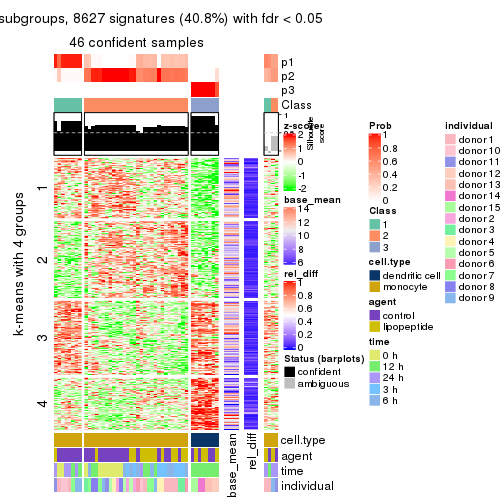 subgroups, 8627 signatures (40.8%) with fdr < 0.05
46 confident samples
p1
p2
p3
Class
1
Silhouette
score
z-score
2
1
0
-1
-2
base_mean
14
12
10
8
6
rel_diff
1
0.8
0.6
0.4
0.2
0
Status (barplots)
confident
ambiguous
k-means with 4 groups
1
2
3
4
cell.type
agent
time
individual
base_mean
rel_diff
Prob
1
0.8
0.6
0.4
0.2
0
Class
1
2
3
cell.type
dendritic cell
monocyte
agent
control
lipopeptide
time
0 h
12 h
24 h
3 h
6 h
individual
donor 1
donor 10
donor 11
donor 12
donor 13
donor 14
donor 15
donor 2
donor 3
donor 4
donor 5
donor 6
donor 7
donor 8
donor 9